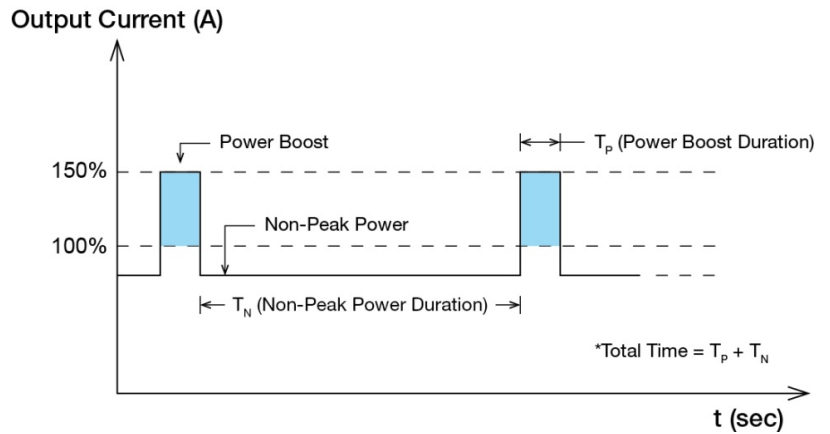 Output Current (A)
Power Boost
T_P (Power Boost Duration)
150%
Non-Peak Power
100%
T_N (Non-Peak Power Duration)
*Total Time = T_P + T_N
t (sec)